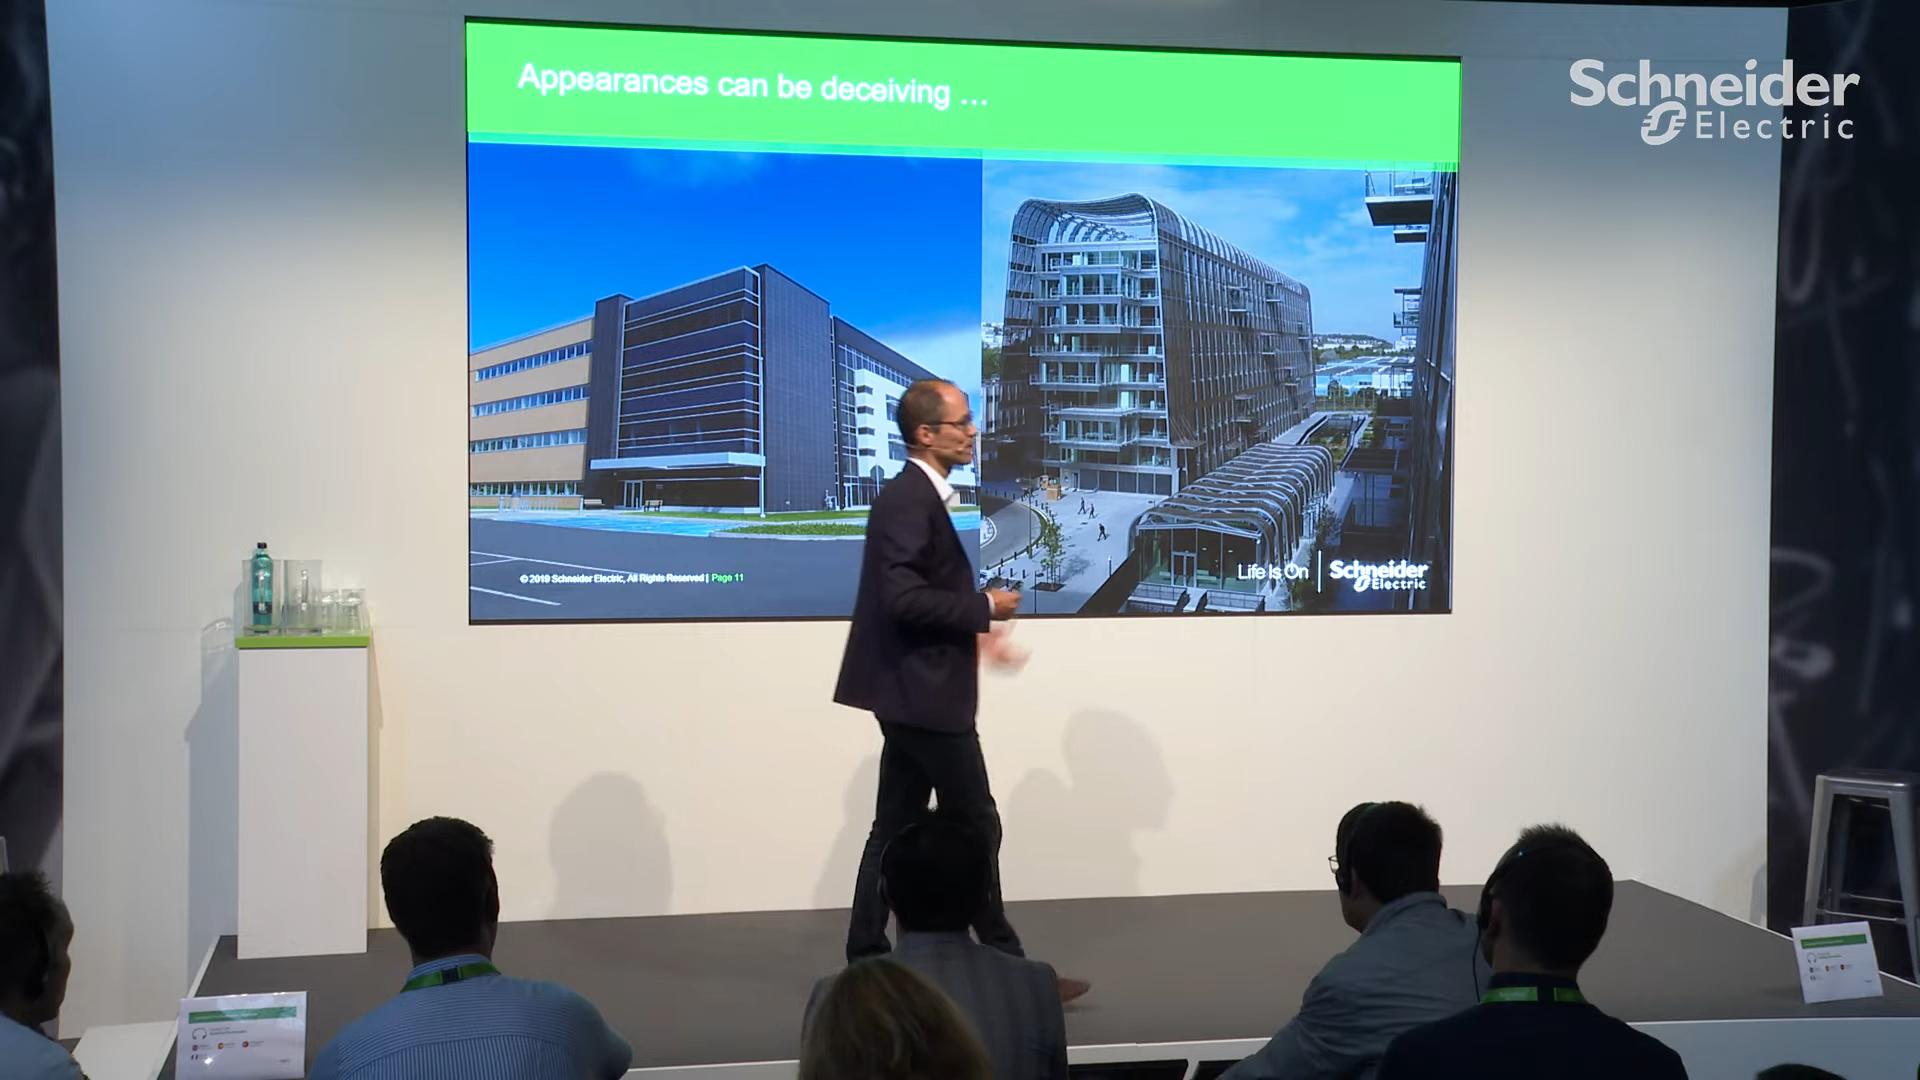 Appearances can be deceiving ...
Schneider
Electric
© 2019 Schneider Electric, All Rights Reserved | Page 11
Life Is On
Schneider
Electric